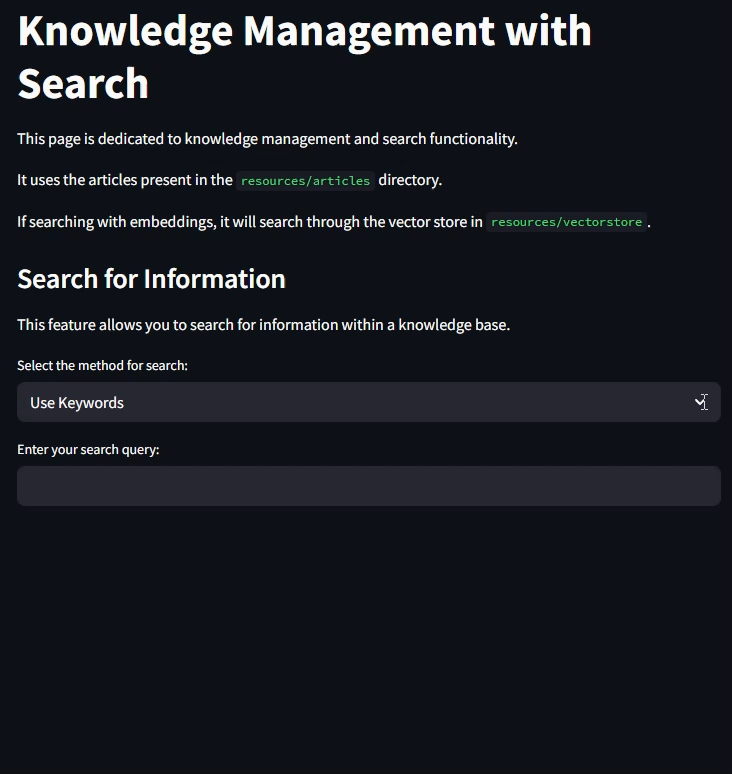 Knowledge Management with
Search
This page is dedicated to knowledge management and search functionality.
It uses the articles present in the resources/articles directory.
If searching with embeddings, it will search through the vector store in resources/vectorstore.
Search for Information
This feature allows you to search for information within a knowledge base.
Select the method for search:
Use Keywords
Enter your search query: